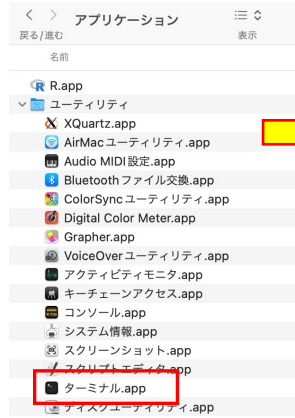 アプリケーション
戻る/進む
表示
名前
R.app
ユーティリティ
XQuartz.app
AirMacユーティリティ.app
Audio MIDI設定.app
Bluetoothファイル交換.app
ColorSyncユーティリティ.app
Digital Color Meter.app
Grapher.app
VoiceOverユーティリティ.app
アクティビティモニタ.app
キーチェーンアクセス.app
コンソール.app
システム情報.app
スクリーンショット.app
スクリプトエディタ.app
ターミナル.app
ディスクユーティリティ.app